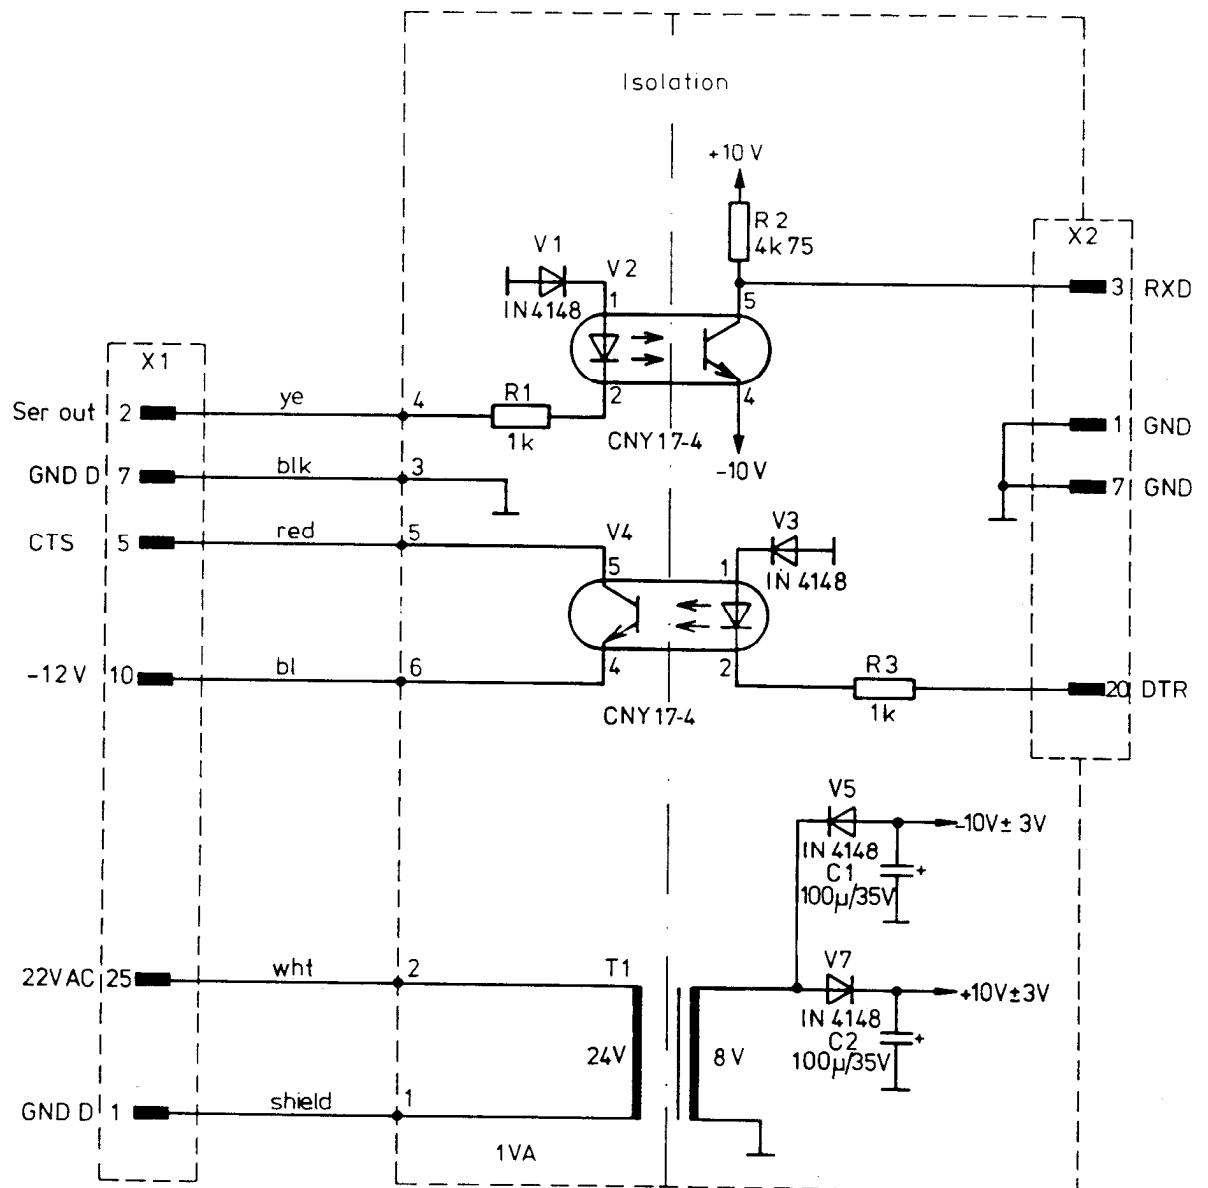 Isolation
+10 V
R 2
4k 75
X2
V1
V2
1
IN 4148
5
3
RXD
X1
R1
2
4
Ser out
2
ye
4
1k
CNY 17-4
-10 V
1
GND
GND D
7
blk
3
7
GND
CTS
5
red
5
V4
V3
5
1
IN 4148
-12 V
10
bl
6
4
2
R3
20
DTR
CNY 17-4
1k
V5
-10V± 3V
IN 4148
C1
+
100µ/35V
22V AC
25
wht
2
T1
V7
+10V±3V
IN 4148
C2
+
24V
8 V
100µ/35V
GND D
1
shield
1
1VA